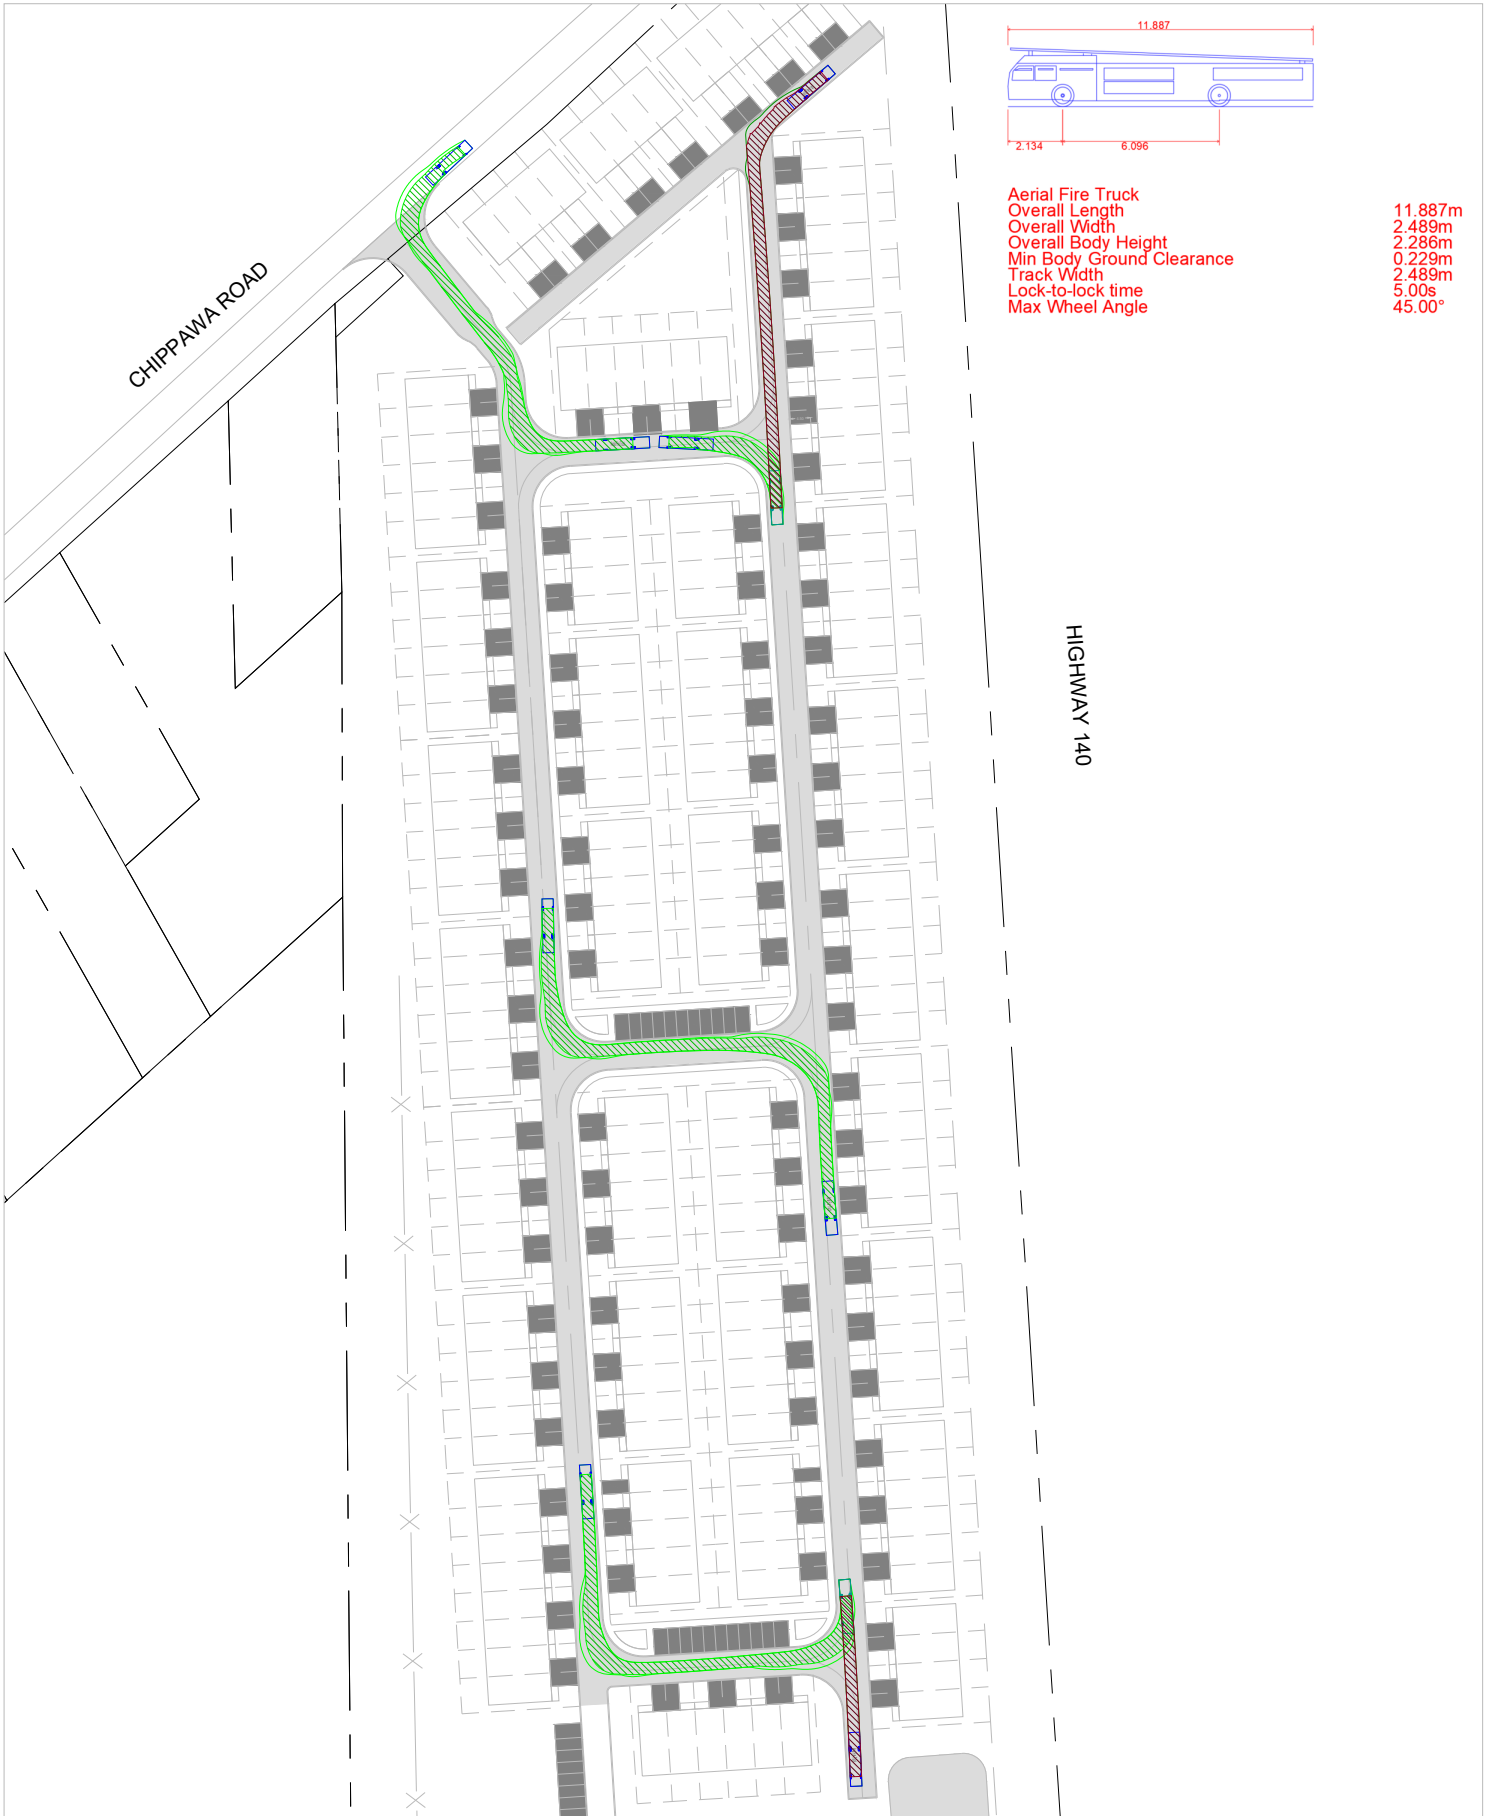 11.887
2.134
6.096
Aerial Fire Truck
Overall Length 11.887m
Overall Width 2.489m
Overall Body Height 2.286m
Min Body Ground Clearance 0.229m
Track Width 2.489m
Lock-to-lock time 5.00s
Max Wheel Angle 45.00°
CHIPPAWA ROAD
HIGHWAY 140